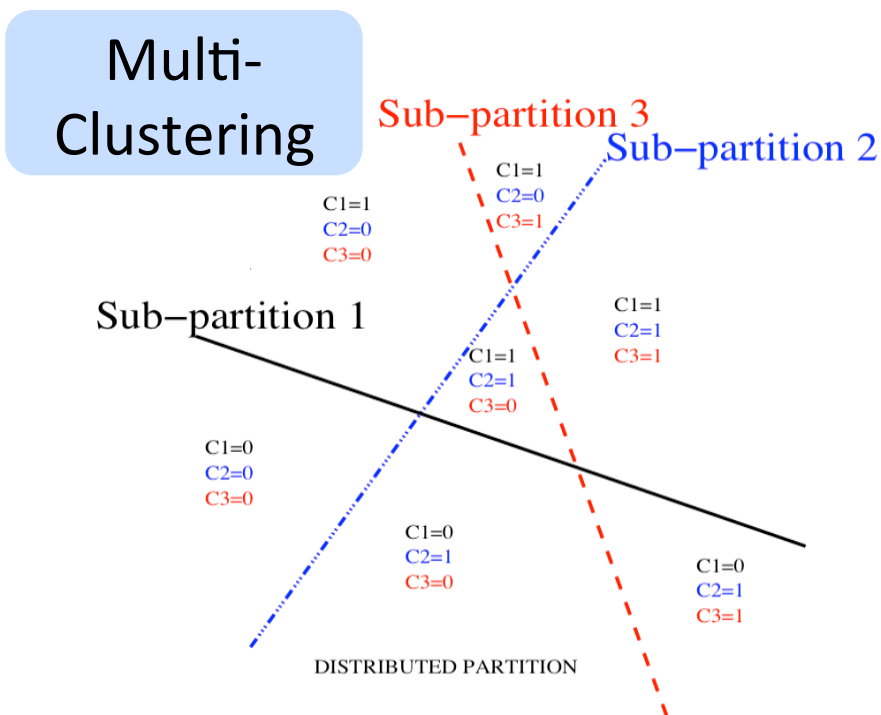 Multi-
Clustering
Sub-partition 3
Sub-partition 2
C1=1
C2=0
C3=1
C1=1
C2=0
C3=0
Sub-partition 1
C1=1
C2=1
C3=1
C1=1
C2=1
C3=0
C1=0
C2=0
C3=0
C1=0
C2=1
C3=0
C1=0
C2=1
C3=1
DISTRIBUTED PARTITION